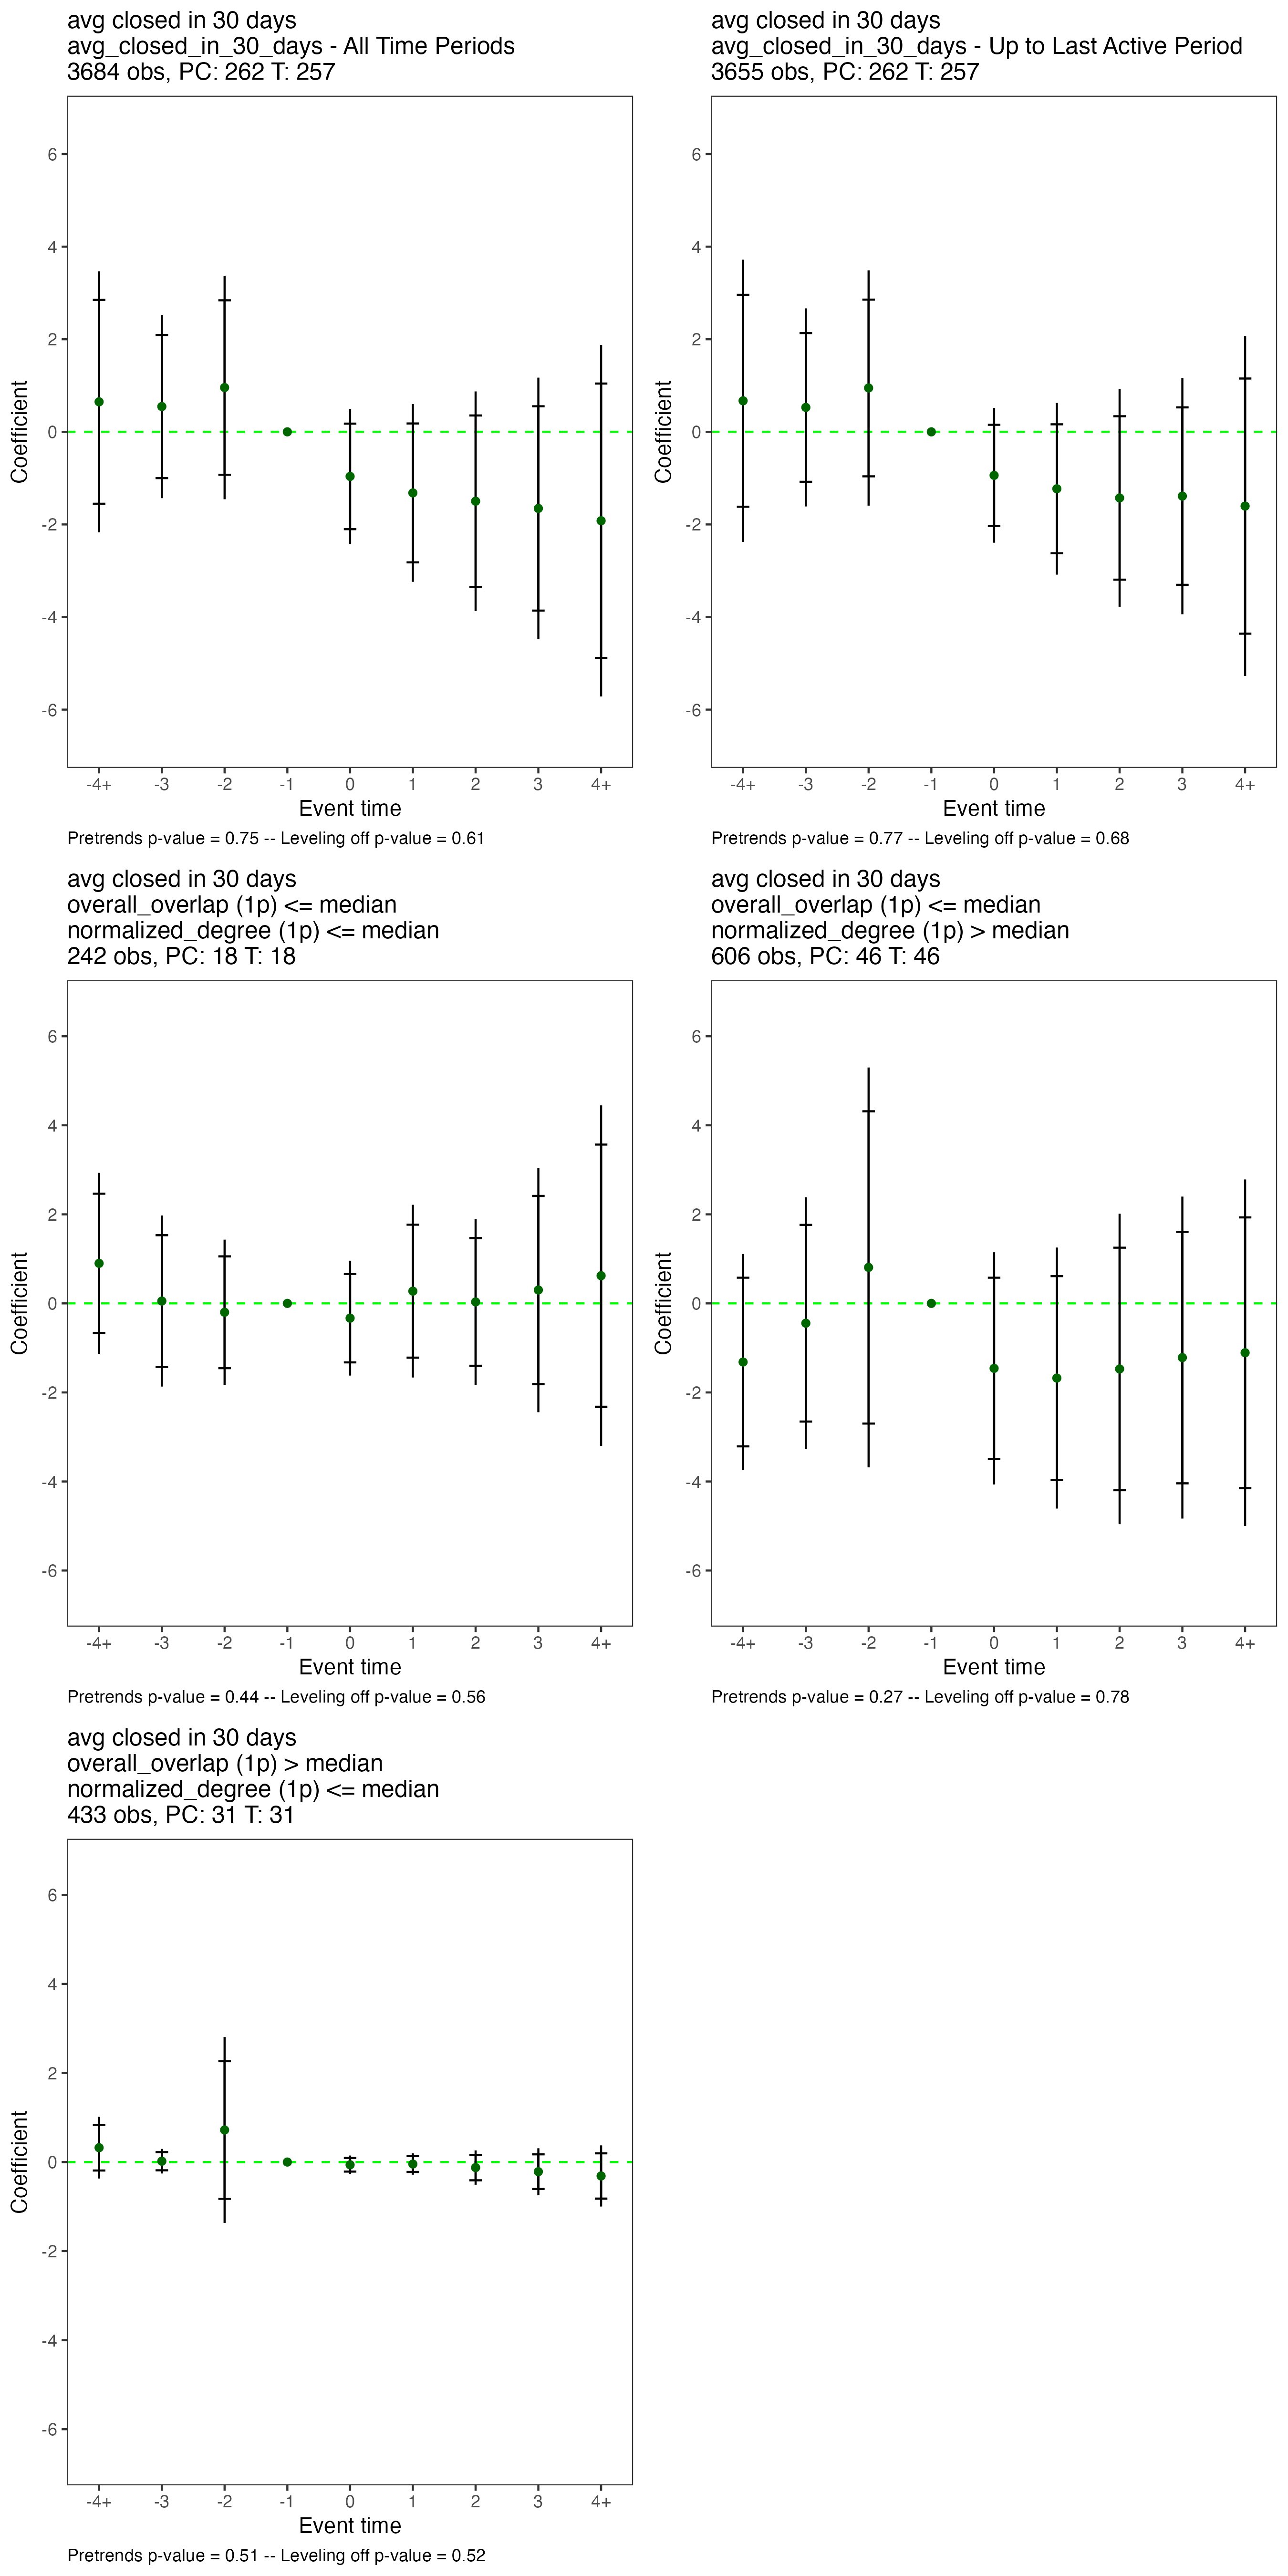 avg closed in 30 days
avg_closed_in_30_days - All Time Periods
3684 obs, PC: 262 T: 257
6
4
2
0
-2
-4
-6
Coefficient
-4+ -3 -2 -1 0 1 2 3 4+
Event time
Pretrends p-value = 0.75 -- Leveling off p-value = 0.61
avg closed in 30 days
avg_closed_in_30_days - Up to Last Active Period
3655 obs, PC: 262 T: 257
6
4
2
0
-2
-4
-6
Coefficient
-4+ -3 -2 -1 0 1 2 3 4+
Event time
Pretrends p-value = 0.77 -- Leveling off p-value = 0.68
avg closed in 30 days
overall_overlap (1p) <= median
normalized_degree (1p) <= median
242 obs, PC: 18 T: 18
6
4
2
0
-2
-4
-6
Coefficient
-4+ -3 -2 -1 0 1 2 3 4+
Event time
Pretrends p-value = 0.44 -- Leveling off p-value = 0.56
avg closed in 30 days
overall_overlap (1p) <= median
normalized_degree (1p) > median
606 obs, PC: 46 T: 46
6
4
2
0
-2
-4
-6
Coefficient
-4+ -3 -2 -1 0 1 2 3 4+
Event time
Pretrends p-value = 0.27 -- Leveling off p-value = 0.78
avg closed in 30 days
overall_overlap (1p) > median
normalized_degree (1p) <= median
433 obs, PC: 31 T: 31
6
4
2
0
-2
-4
-6
Coefficient
-4+ -3 -2 -1 0 1 2 3 4+
Event time
Pretrends p-value = 0.51 -- Leveling off p-value = 0.52